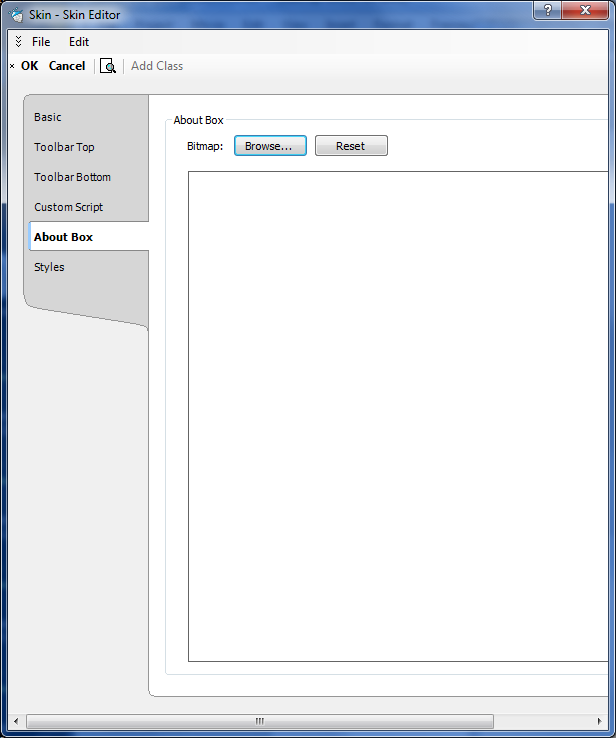 Skin - Skin Editor
File Edit
OK Cancel Add Class
Basic
Toolbar Top
Toolbar Bottom
Custom Script
About Box
Styles
About Box
Bitmap: Browse... Reset